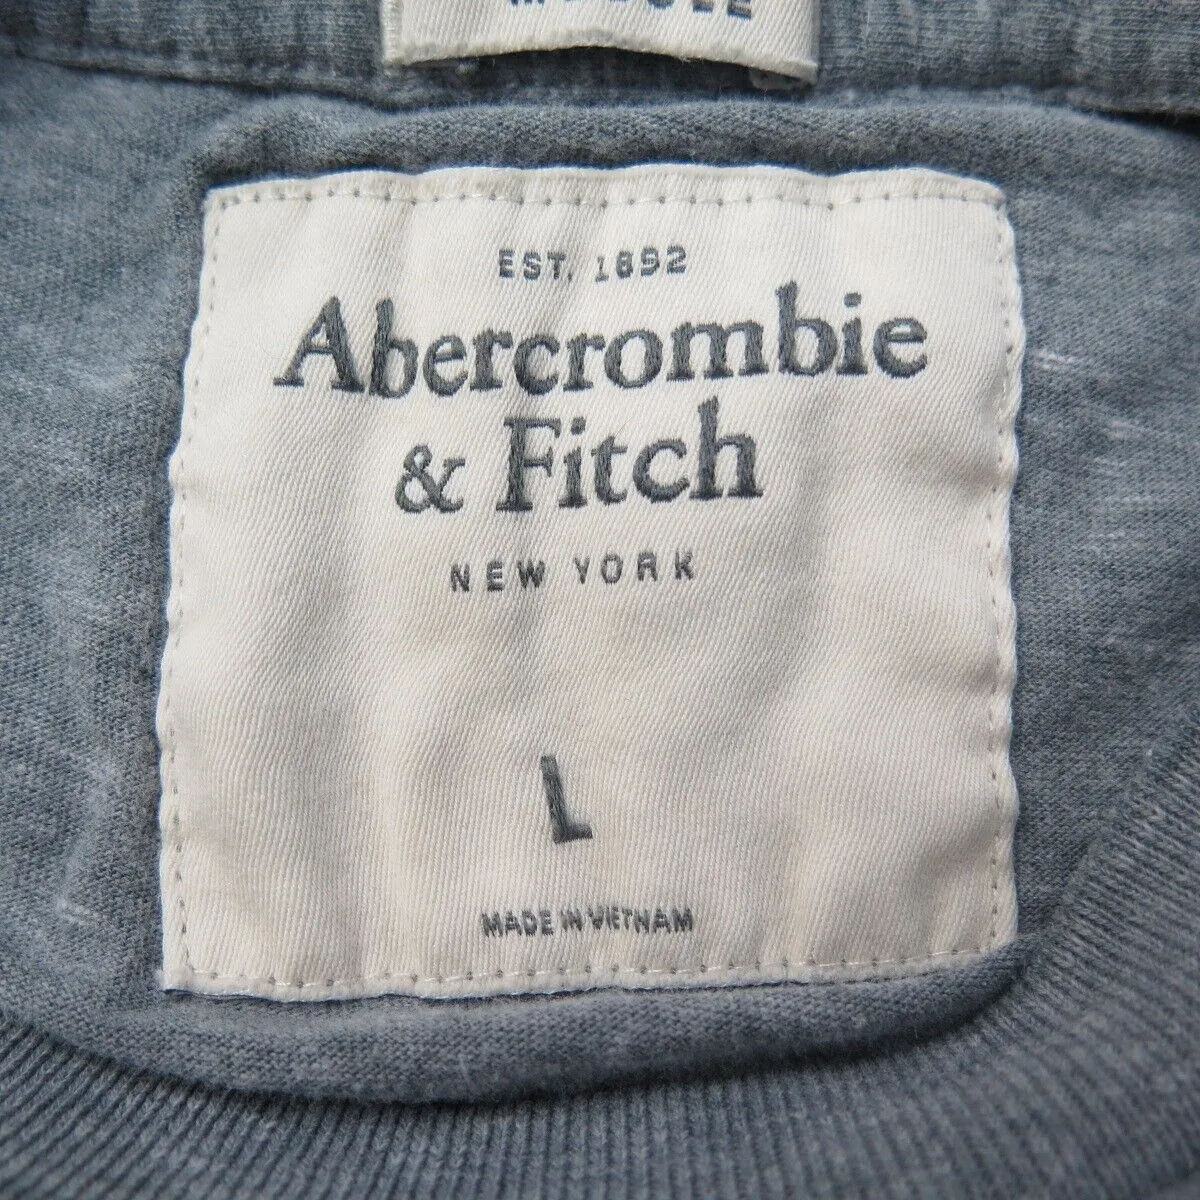 EST. 1892
Abercrombie
& Fitch
NEW YORK
L
MADE IN VIETNAM